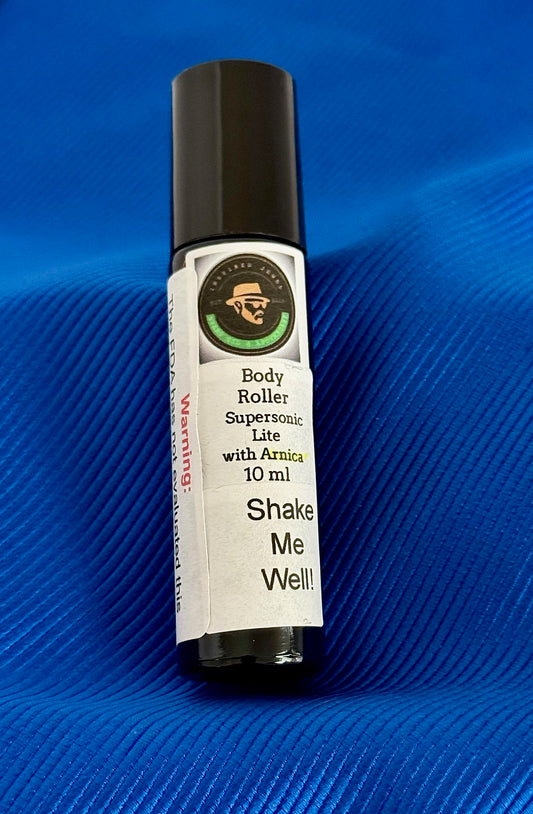 Body
Roller
Supersonic
Lite
with Arnica
10 ml
Shake
Me
Well!
Warning:
The FDA has not evaluated this